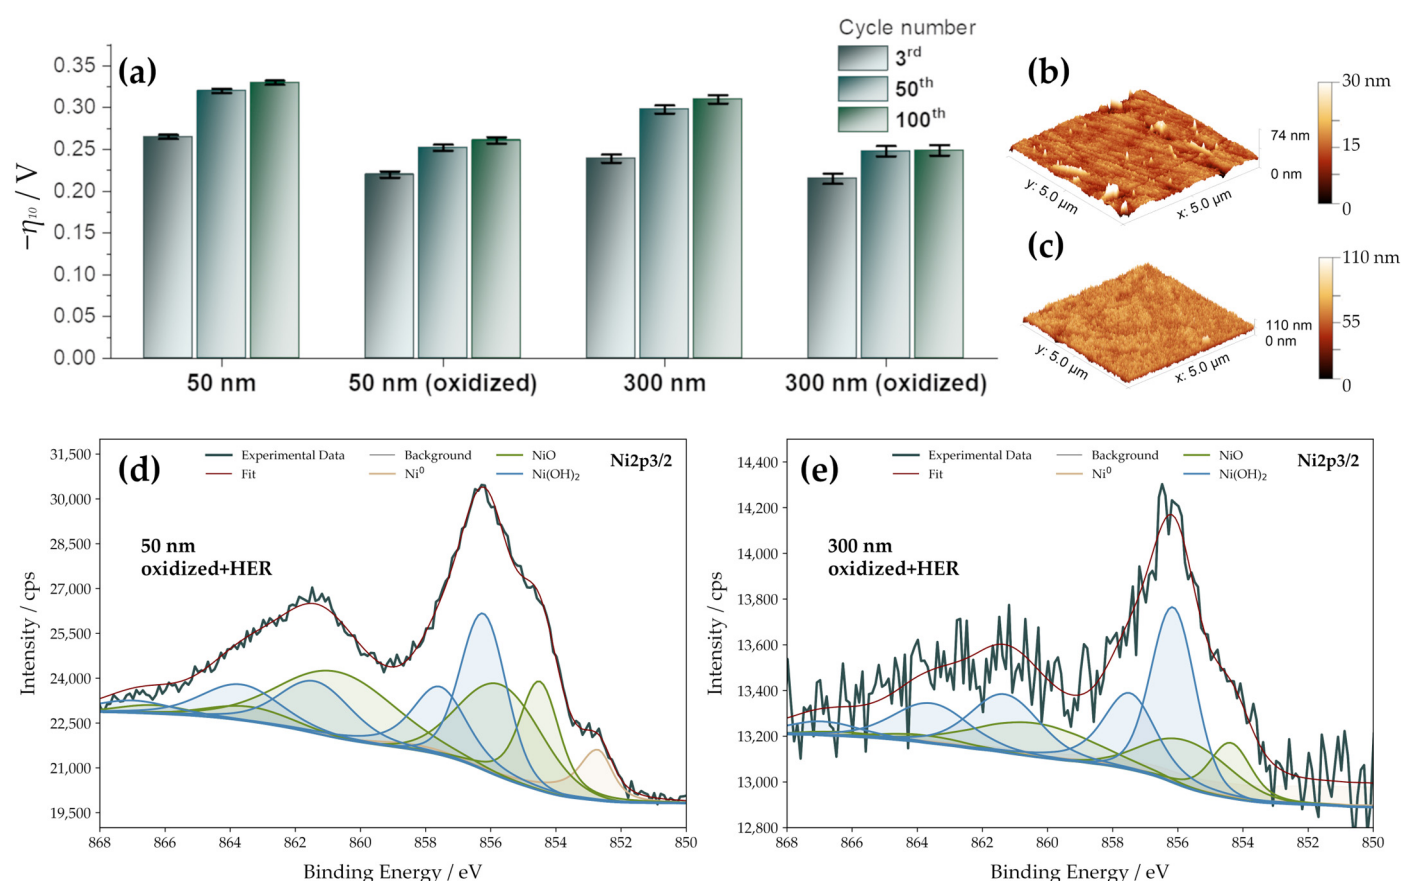 (a)
−η10 / V
0.35
0.30
0.25
0.20
0.15
0.10
0.05
0.00
50 nm
50 nm (oxidized)
300 nm
300 nm (oxidized)
Cycle number
3rd
50th
100th
(b)
30 nm
15
0
74 nm
0 nm
y: 5.0 µm
x: 5.0 µm
(c)
110 nm
55
0
110 nm
0 nm
y: 5.0 µm
x: 5.0 µm
(d)
Experimental Data
Background
NiO
Fit
Ni0
Ni(OH)2
Ni2p3/2
50 nm
oxidized+HER
Intensity / cps
31,500
30,000
28,500
27,000
25,500
24,000
22,500
21,000
19,500
868
866
864
862
860
858
856
854
852
850
Binding Energy / eV
(e)
Experimental Data
Background
NiO
Fit
Ni0
Ni(OH)2
Ni2p3/2
300 nm
oxidized+HER
Intensity / cps
14,400
14,200
14,000
13,800
13,600
13,400
13,200
13,000
12,800
868
866
864
862
860
858
856
854
852
850
Binding Energy / eV